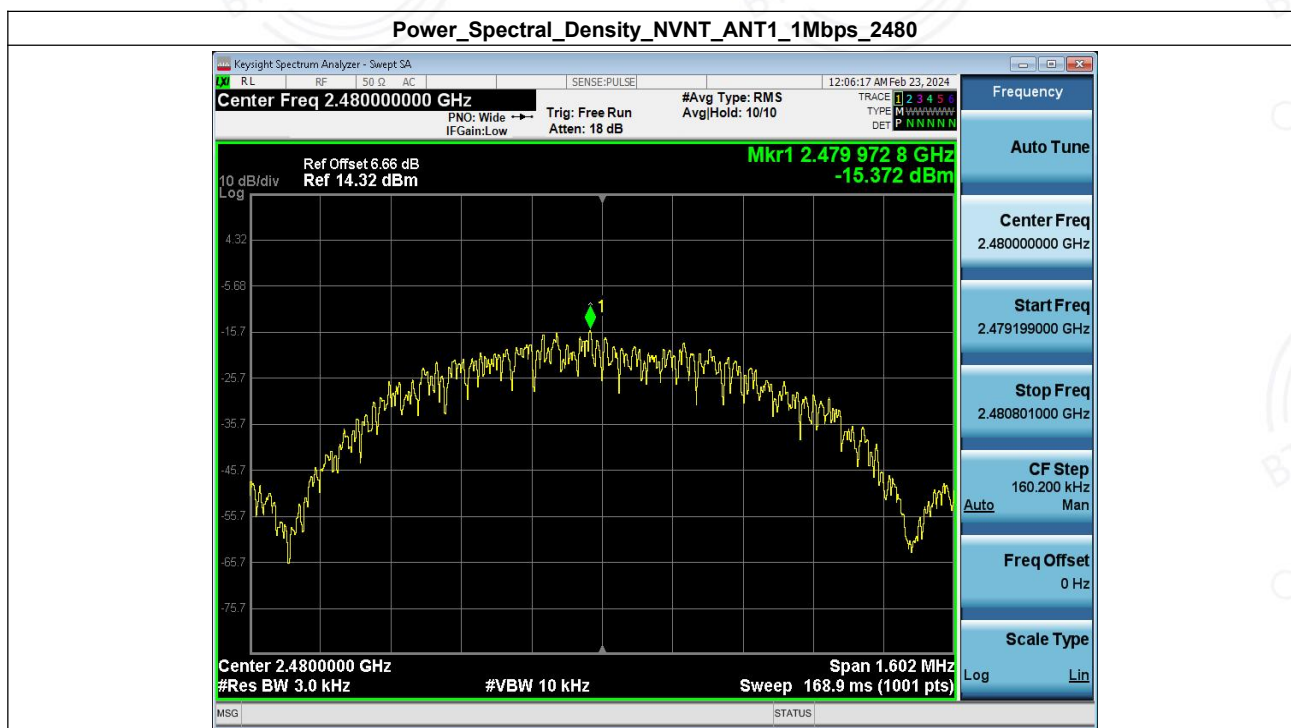 Power_Spectral_Density_NVNT_ANT1_1Mbps_2480
Keysight Spectrum Analyzer - Swept SA
LXI RL RF 50 Ω AC SENSE:PULSE 12:06:17 AM Feb 23, 2024
Center Freq 2.480000000 GHz
PNO: Wide
IFGain:Low
Trig: Free Run
Atten: 18 dB
#Avg Type: RMS
Avg|Hold: 10/10
TRACE 1 2 3 4 5 6
TYPE M WWWWW
DET P N N N N N
Ref Offset 6.66 dB
10 dB/div Ref 14.32 dBm
Log
Mkr1 2.479 972 8 GHz
-15.372 dBm
4.32
-5.68
-15.7
-25.7
-35.7
-45.7
-55.7
-65.7
-75.7
1
Center 2.4800000 GHz
Span 1.602 MHz
#Res BW 3.0 kHz
#VBW 10 kHz
Sweep 168.9 ms (1001 pts)
MSG
STATUS
Frequency
Auto Tune
Center Freq
2.480000000 GHz
Start Freq
2.479199000 GHz
Stop Freq
2.480801000 GHz
CF Step
160.200 kHz
Auto Man
Freq Offset
0 Hz
Scale Type
Log Lin